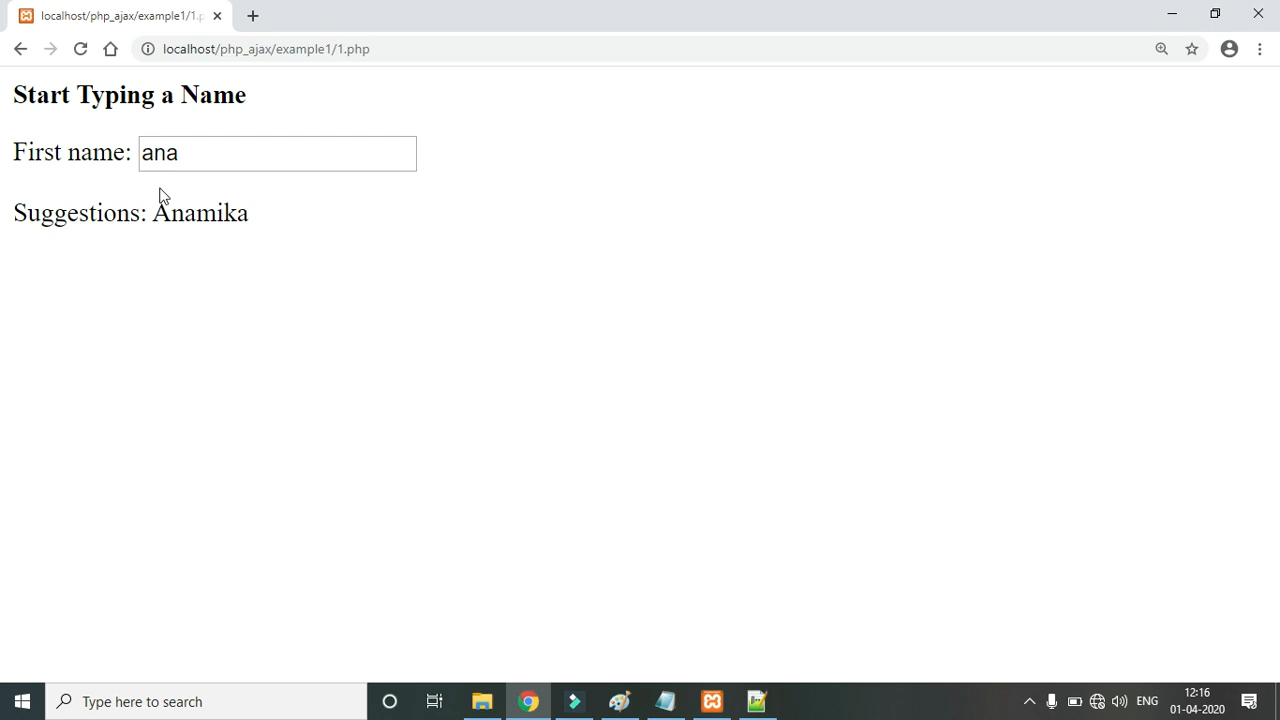 localhost/php_ajax/example1/1.p
localhost/php_ajax/example1/1.php
Start Typing a Name
First name: ana
Suggestions: Anamika
Type here to search
ENG
12:16
01-04-2020